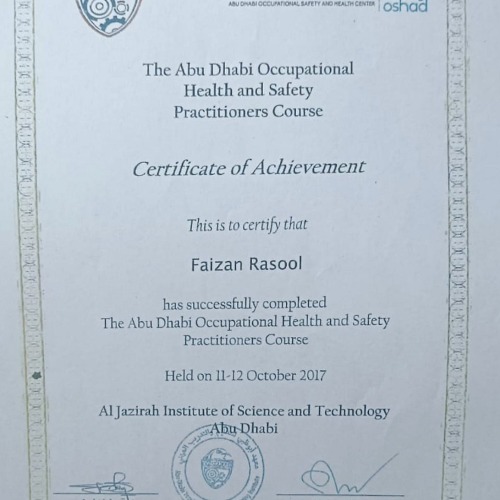 ABU DHABI OCCUPATIONAL SAFETY AND HEALTH CENTER
oshad
The Abu Dhabi Occupational
Health and Safety
Practitioners Course
Certificate of Achievement
This is to certify that
Faizan Rasool
has successfully completed
The Abu Dhabi Occupational Health and Safety
Practitioners Course
Held on 11-12 October 2017
Al Jazirah Institute of Science and Technology
Abu Dhabi